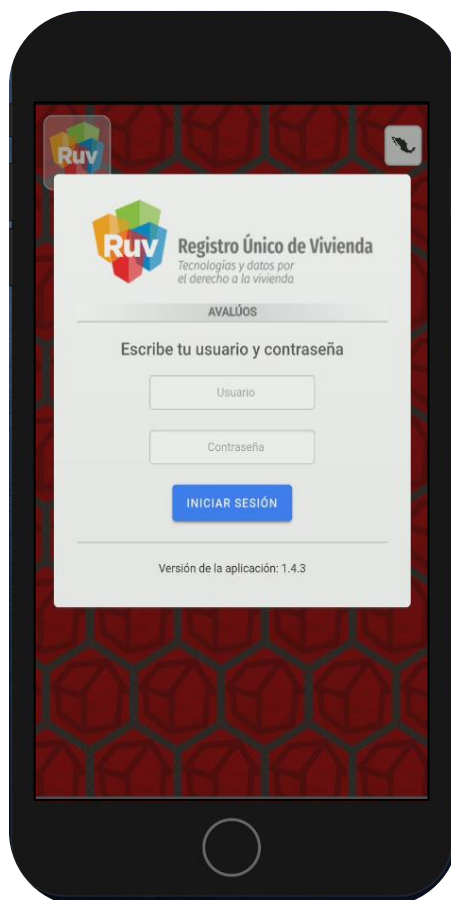 Ruv
Ruv
Registro Único de Vivienda
Tecnologías y datos por
el derecho a la vivienda
AVALÚOS
Escribe tu usuario y contraseña
Usuario
Contraseña
INICIAR SESIÓN
Versión de la aplicación: 1.4.3